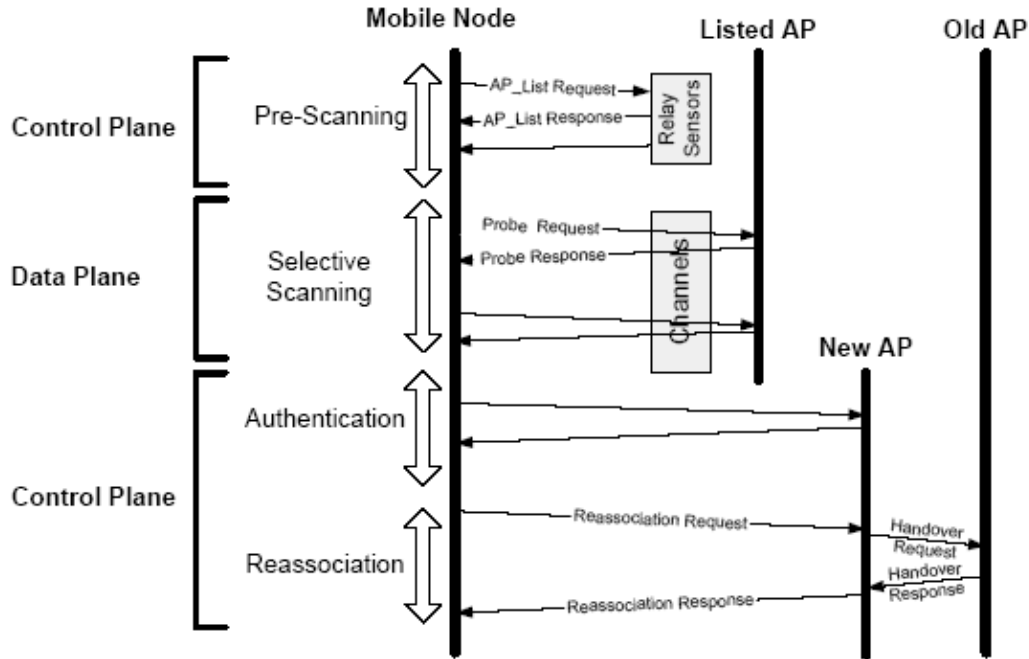 Mobile Node
Listed AP
Old AP
Control Plane
Pre-Scanning
AP_List Request
AP_List Response
Relay
Sensors
Data Plane
Selective
Scanning
Probe Request
Probe Response
Channels
New AP
Control Plane
Authentication
Reassociation
Reassociation Request
Handover
Request
Handover
Response
Reassociation Response